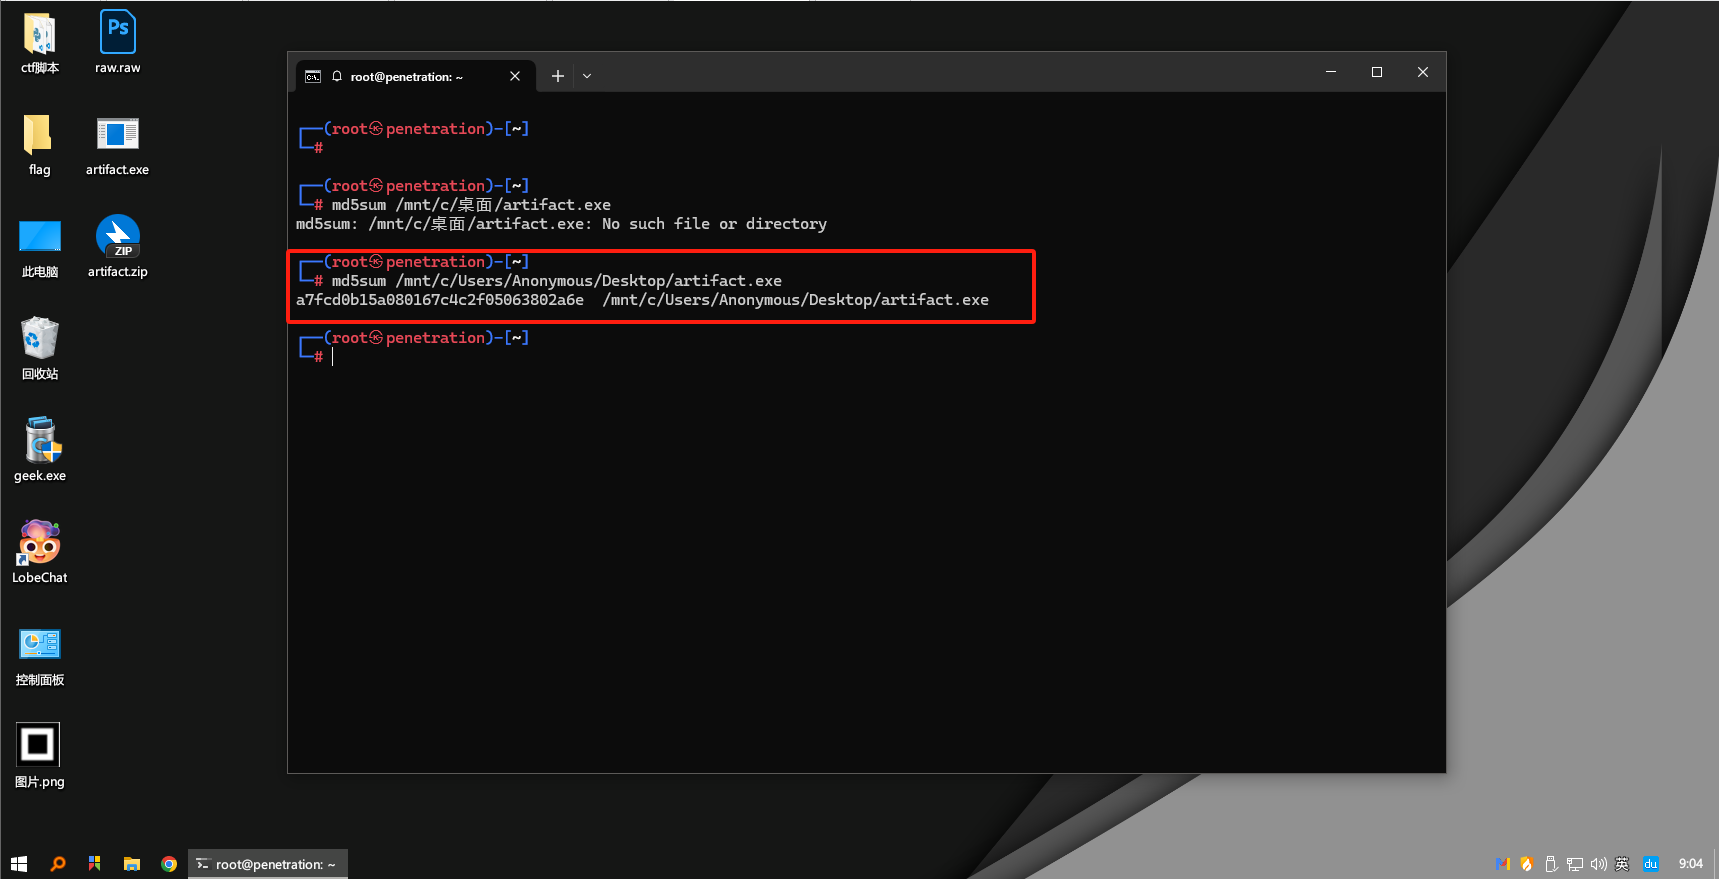 ctf脚本
Ps
raw.raw
flag
artifact.exe
此电脑
ZIP
artifact.zip
回收站
geek.exe
LobeChat
控制面板
图片.png
root@penetration: ~
┌──(root㉿penetration)-[~]
└─#
┌──(root㉿penetration)-[~]
└─# md5sum /mnt/c/桌面/artifact.exe
md5sum: /mnt/c/桌面/artifact.exe: No such file or directory
┌──(root㉿penetration)-[~]
└─# md5sum /mnt/c/Users/Anonymous/Desktop/artifact.exe
a7fcd0b15a080167c4c2f05063802a6e  /mnt/c/Users/Anonymous/Desktop/artifact.exe
┌──(root㉿penetration)-[~]
└─#
root@penetration: ~
英
du
9:04